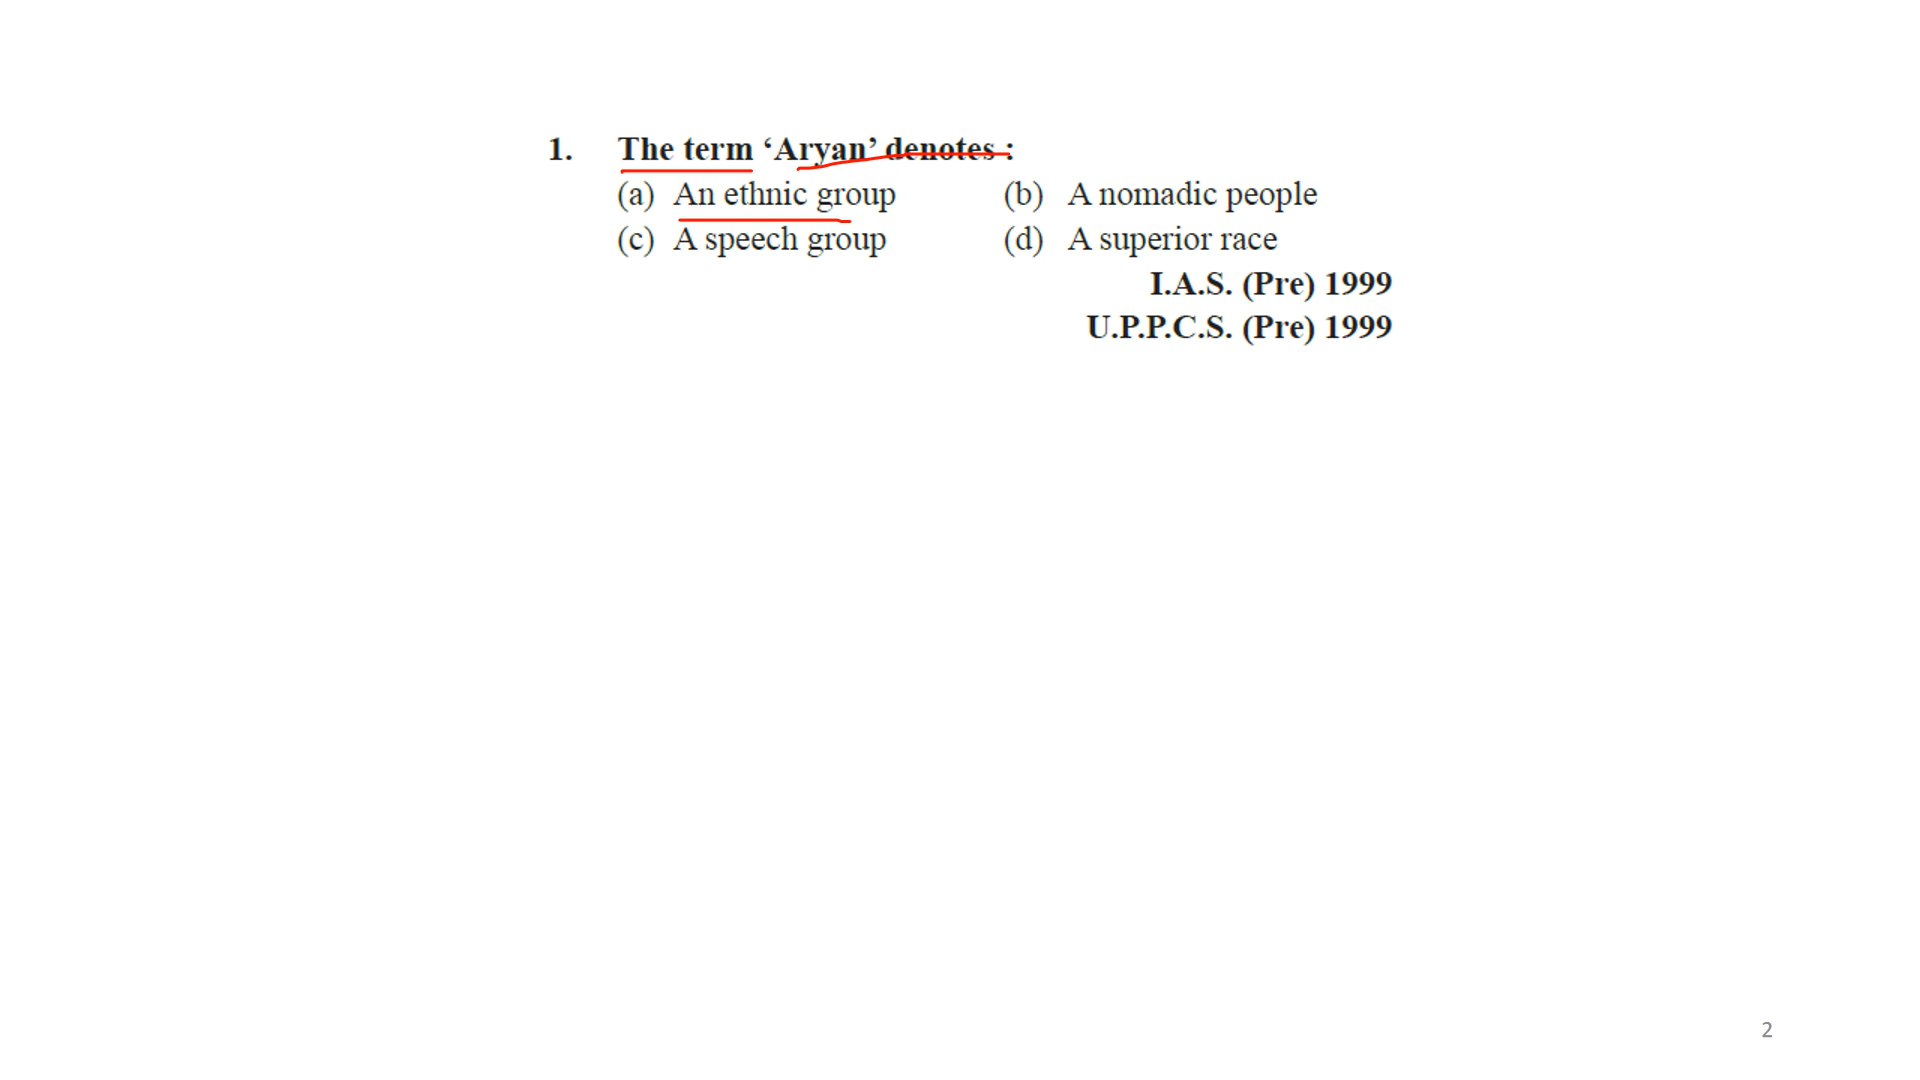 1. The term ‘Aryan’ denotes :
(a) An ethnic group (b) A nomadic people
(c) A speech group (d) A superior race
I.A.S. (Pre) 1999
U.P.P.C.S. (Pre) 1999
2